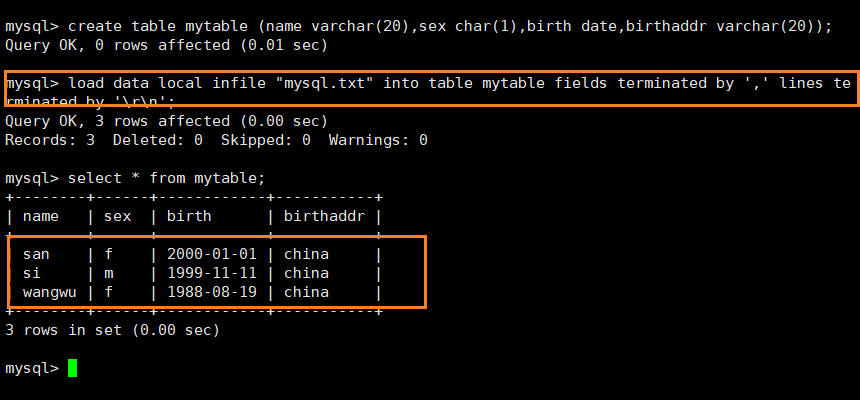 mysql> create table mytable (name varchar(20),sex char(1),birth date,birthaddr varchar(20));
Query OK, 0 rows affected (0.01 sec)
mysql> load data local infile "mysql.txt" into table mytable fields terminated by ',' lines te
rminated by '\r\n';
Query OK, 3 rows affected (0.00 sec)
Records: 3  Deleted: 0  Skipped: 0  Warnings: 0
mysql> select * from mytable;
+--------+------+------------+-----------+
| name   | sex  | birth      | birthaddr |
+--------+------+------------+-----------+
| san    | f    | 2000-01-01 | china     |
| si     | m    | 1999-11-11 | china     |
| wangwu | f    | 1988-08-19 | china     |
+--------+------+------------+-----------+
3 rows in set (0.00 sec)
mysql>